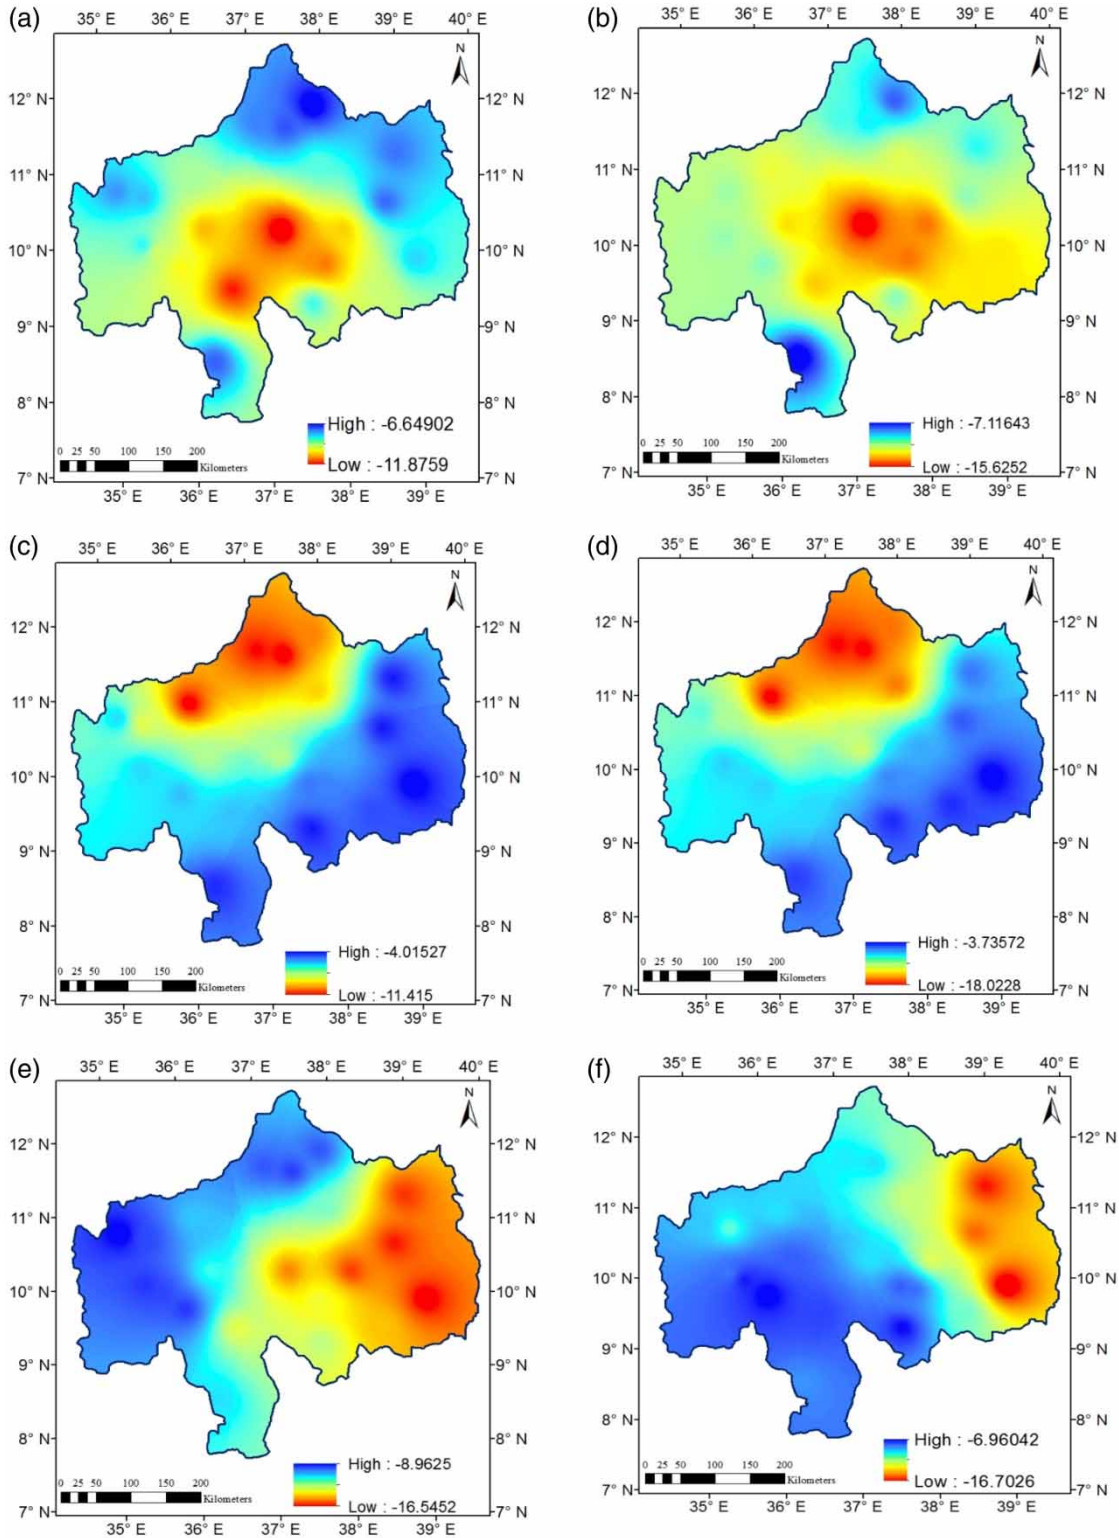 (a) (b)
35° E 36° E 37° E 38° E 39° E 40° E
35° E 36° E 37° E 38° E 39° E 40° E
N N
12° N 12° N 12° N 12° N
11° N 11° N 11° N 11° N
10° N 10° N 10° N 10° N
9° N 9° N 9° N 9° N
8° N 8° N 8° N 8° N
High : -6.64902 High : -7.11643
Low : -11.8759 Low : -15.6252
0 25 50 100 150 200 Kilometers
0 25 50 100 150 200 Kilometers
7° N 7° N 7° N 7° N
35° E 36° E 37° E 38° E 39° E
35° E 36° E 37° E 38° E 39° E
(c) (d)
35° E 36° E 37° E 38° E 39° E 40° E
35° E 36° E 37° E 38° E 39° E 40° E
N N
12° N 12° N 12° N 12° N
11° N 11° N 11° N 11° N
10° N 10° N 10° N 10° N
9° N 9° N 9° N 9° N
8° N 8° N 8° N 8° N
High : -4.01527 High : -3.73572
Low : -11.415 Low : -18.0228
0 25 50 100 150 200 Kilometers
0 25 50 100 150 200 Kilometers
7° N 7° N 7° N 7° N
35° E 36° E 37° E 38° E 39° E
35° E 36° E 37° E 38° E 39° E
(e) (f)
35° E 36° E 37° E 38° E 39° E 40° E
35° E 36° E 37° E 38° E 39° E 40° E
N N
12° N 12° N 12° N 12° N
11° N 11° N 11° N 11° N
10° N 10° N 10° N 10° N
9° N 9° N 9° N 9° N
8° N 8° N 8° N 8° N
High : -8.9625 High : -6.96042
Low : -16.5452 Low : -16.7026
0 25 50 100 150 200 Kilometers
0 25 50 100 150 200 Kilometers
7° N 7° N 7° N 7° N
35° E 36° E 37° E 38° E 39° E
35° E 36° E 37° E 38° E 39° E